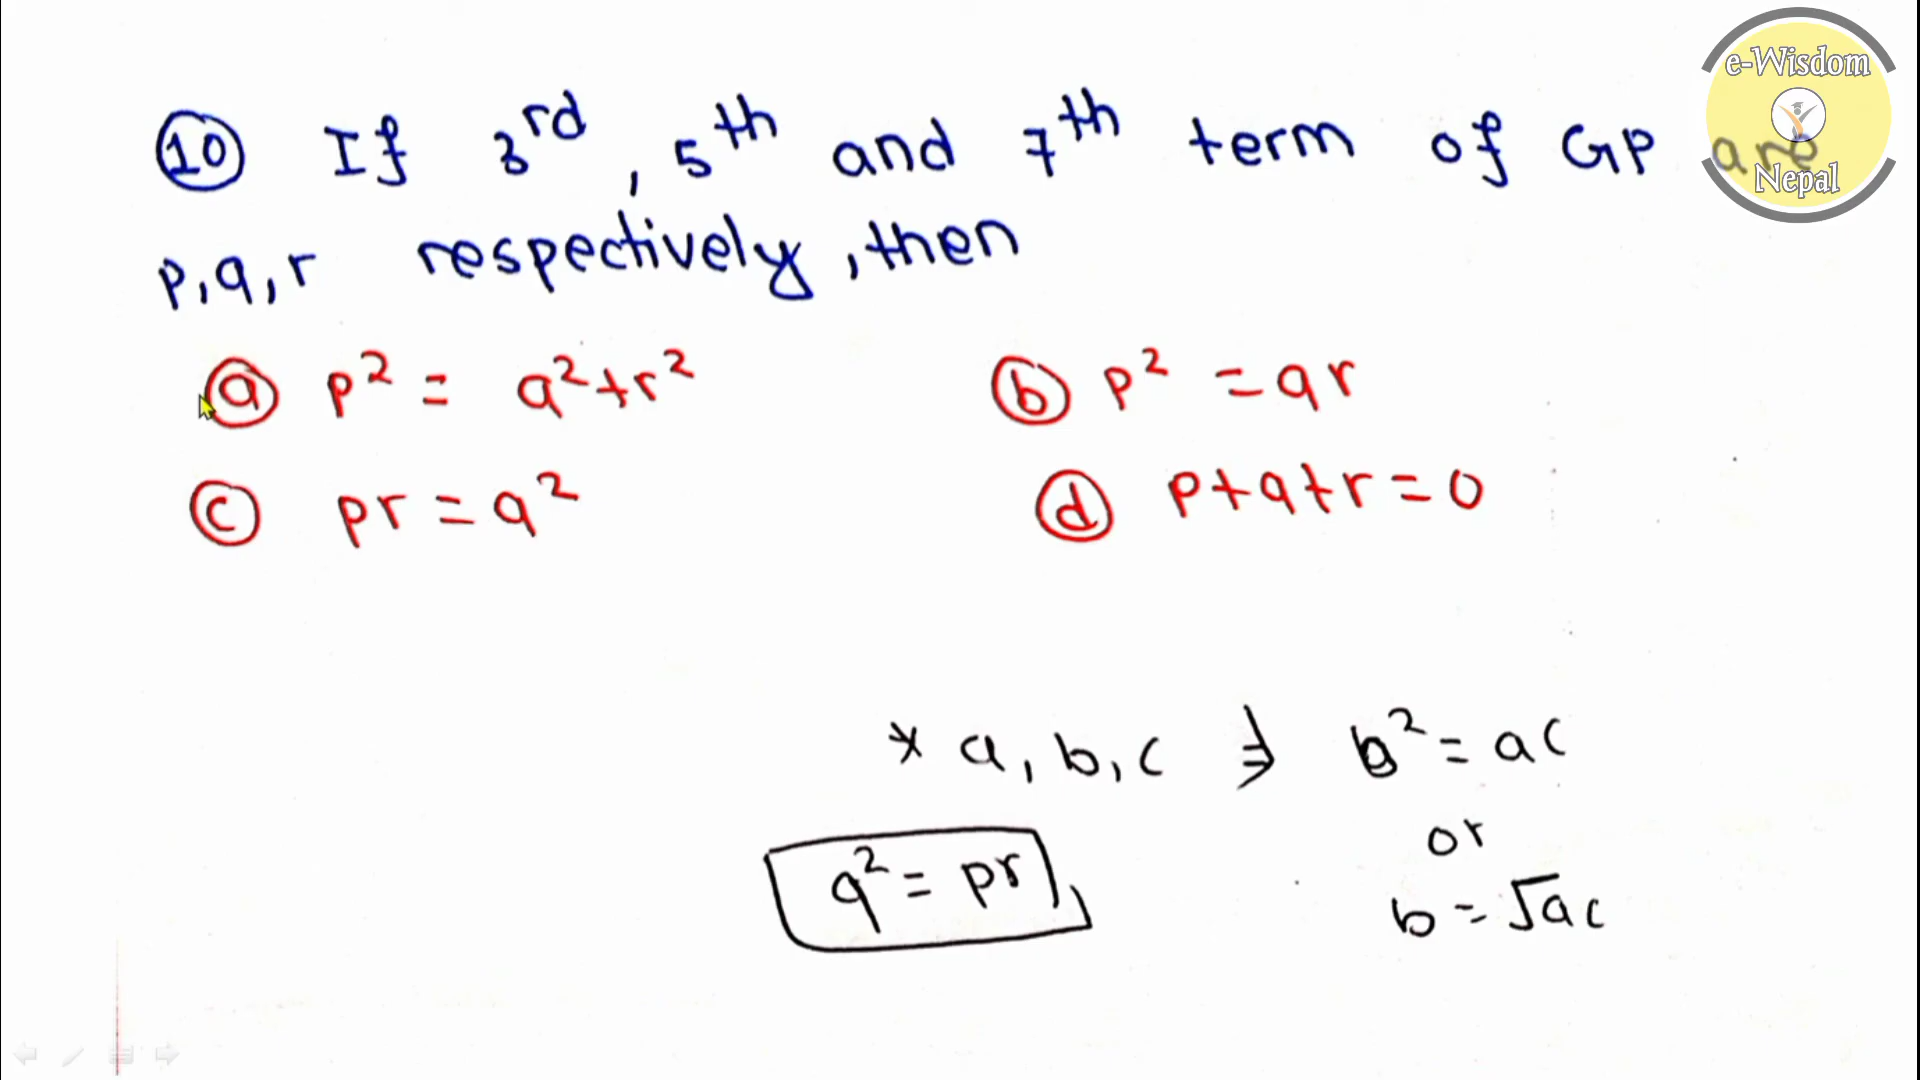 e-Wisdom
Nepal
10 If 3rd, 5th and 7th term of GP are
p, q, r respectively, then
a p² = q² + r²
b p² = qr
c pr = q²
d p + q + r = 0
* a, b, c ⇒ b² = ac
or
q² = pr
b = √ac